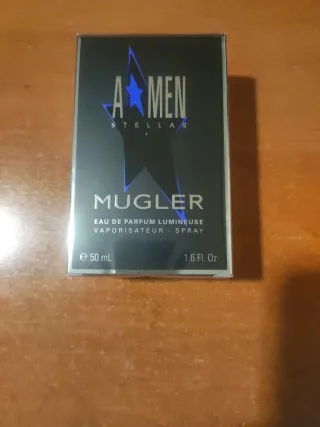 A★MEN
STELLAR
MUGLER
EAU DE PARFUM LUMINEUSE
VAPORISATEUR - SPRAY
℮ 50 mL 1.6 Fl. Oz